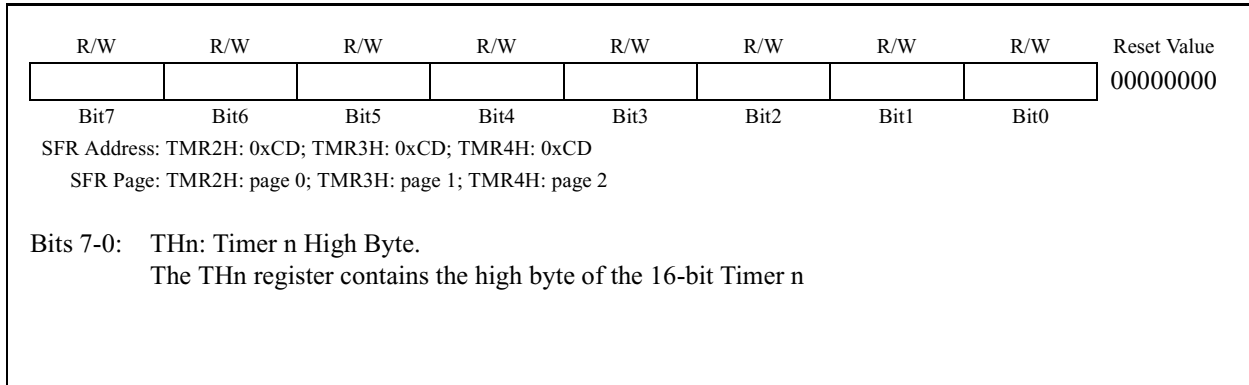 R/W R/W R/W R/W R/W R/W R/W R/W Reset Value
00000000
Bit7 Bit6 Bit5 Bit4 Bit3 Bit2 Bit1 Bit0
SFR Address: TMR2H: 0xCD; TMR3H: 0xCD; TMR4H: 0xCD
SFR Page: TMR2H: page 0; TMR3H: page 1; TMR4H: page 2
Bits 7-0: THn: Timer n High Byte.
The THn register contains the high byte of the 16-bit Timer n